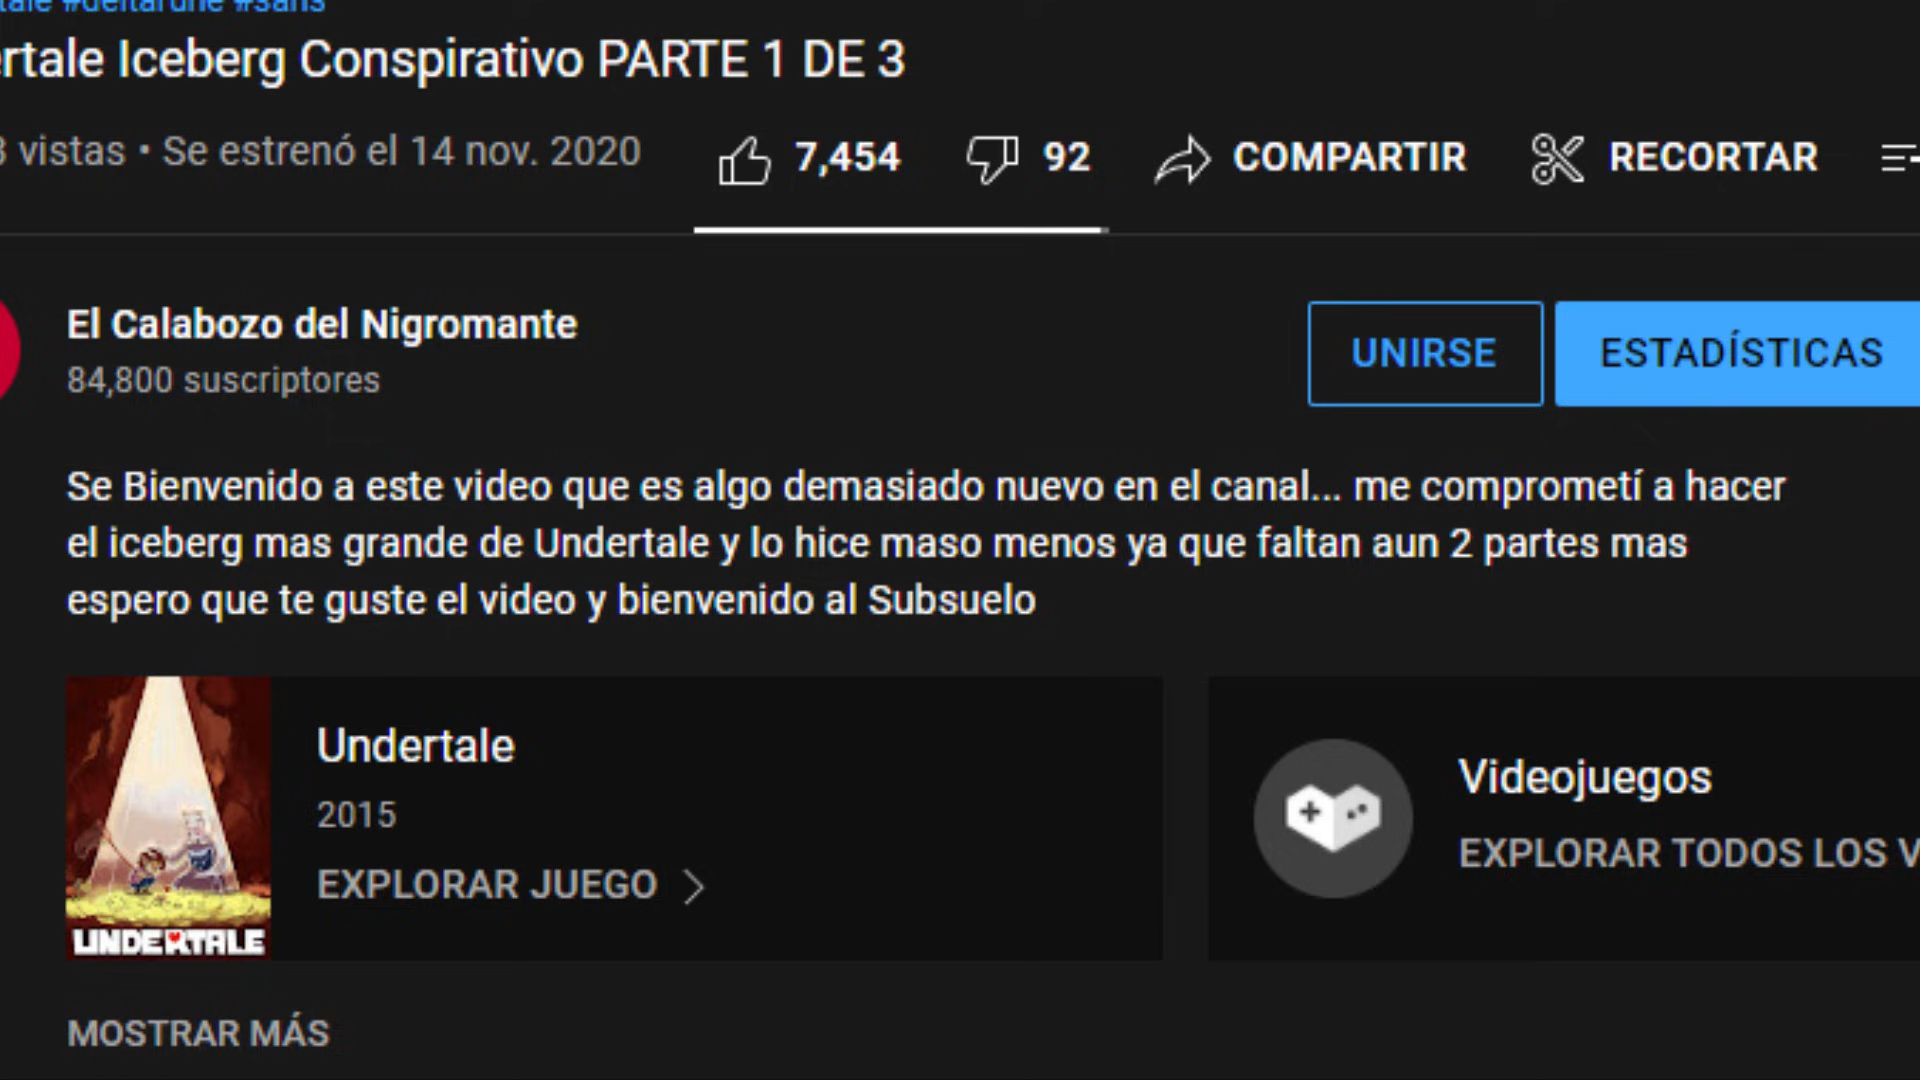 #deltarune #sans
rtale Iceberg Conspirativo PARTE 1 DE 3
3 vistas • Se estrenó el 14 nov. 2020
7,454
92
COMPARTIR
RECORTAR
El Calabozo del Nigromante
84,800 suscriptores
UNIRSE
ESTADÍSTICAS
Se Bienvenido a este video que es algo demasiado nuevo en el canal... me comprometí a hacer
el iceberg mas grande de Undertale y lo hice maso menos ya que faltan aun 2 partes mas
espero que te guste el video y bienvenido al Subsuelo
UNDERTALE
Undertale
2015
EXPLORAR JUEGO
Videojuegos
EXPLORAR TODOS LOS V
MOSTRAR MÁS